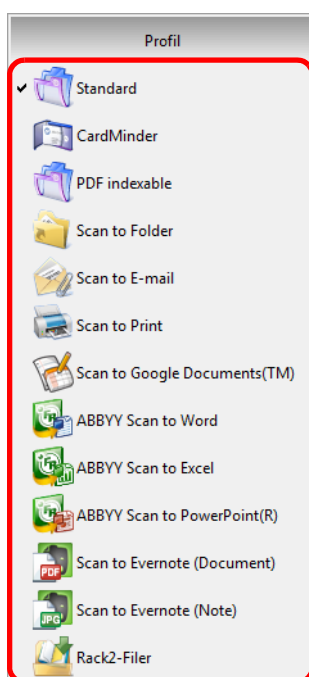 Profil
Standard
CardMinder
PDF indexable
Scan to Folder
Scan to E-mail
Scan to Print
Scan to Google Documents(TM)
ABBYY Scan to Word
ABBYY Scan to Excel
ABBYY Scan to PowerPoint(R)
PDF
Scan to Evernote (Document)
JPG
Scan to Evernote (Note)
Rack2-Filer